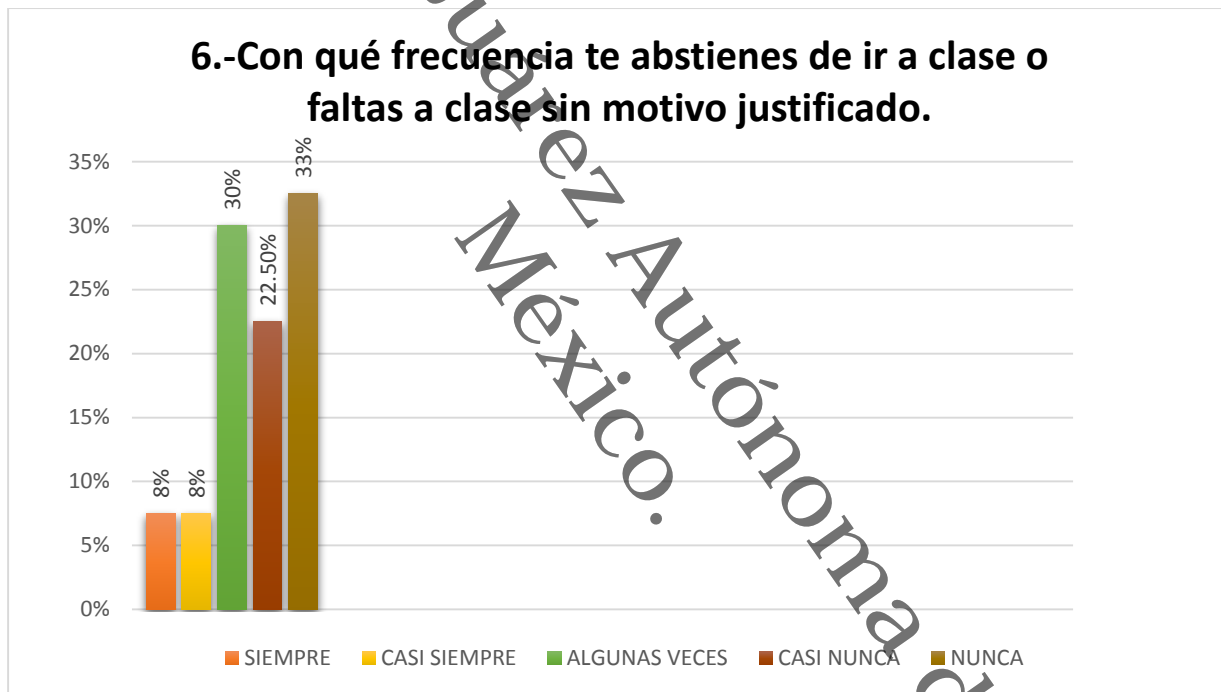 6.-Con qué frecuencia te abstienes de ir a clase o
faltas a clase sin motivo justificado.
35%
30%
25%
20%
15%
10%
5%
0%
8%
8%
30%
22.50%
33%
SIEMPRE
CASI SIEMPRE
ALGUNAS VECES
CASI NUNCA
NUNCA
Juárez Autónoma d
México.